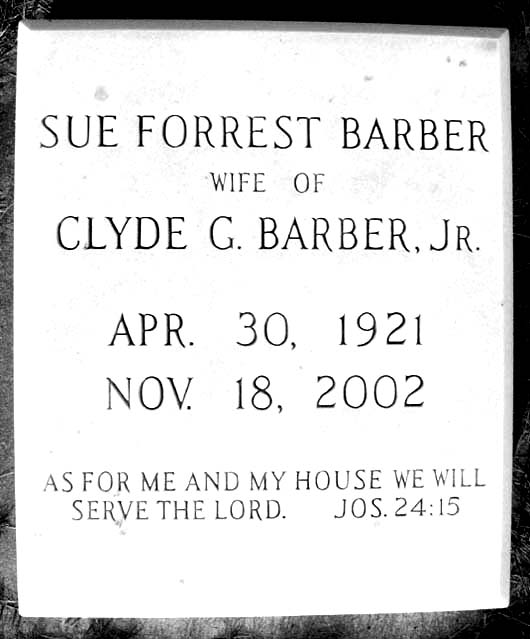 SUE FORREST BARBER
WIFE OF
CLYDE G. BARBER, JR.
APR. 30, 1921
NOV. 18, 2002
AS FOR ME AND MY HOUSE WE WILL
SERVE THE LORD. JOS. 24:15